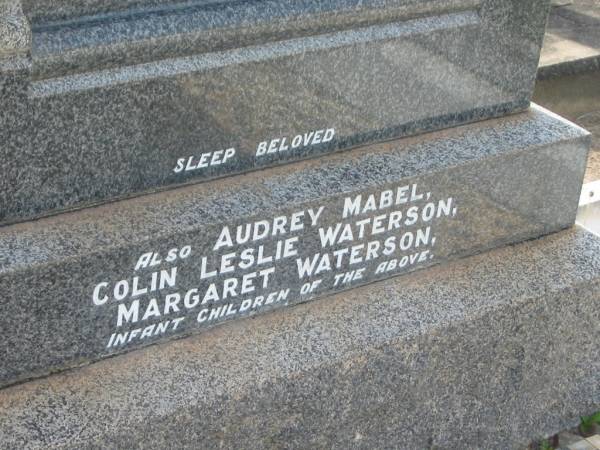 SLEEP BELOVED
ALSO AUDREY MABEL,
COLIN LESLIE WATERSON,
MARGARET WATERSON,
INFANT CHILDREN OF THE ABOVE.